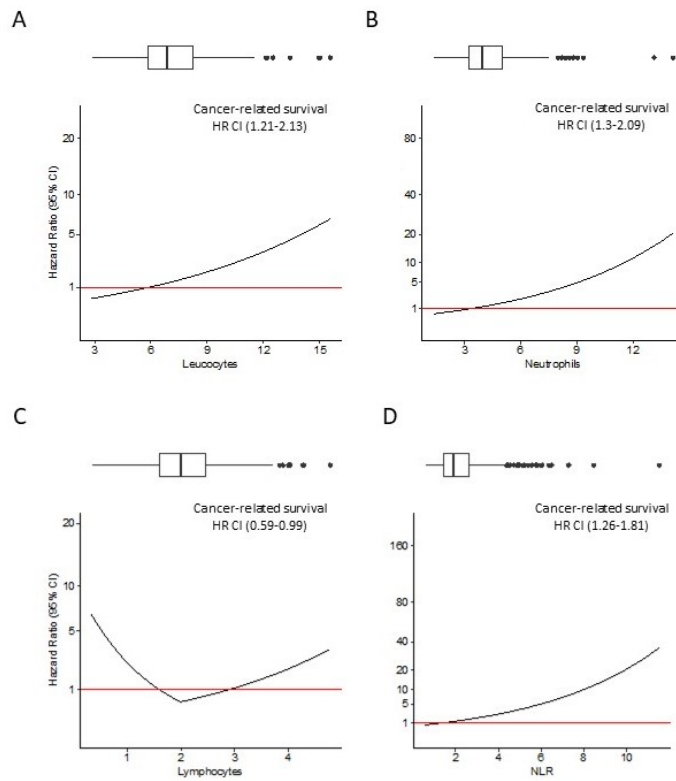 A
Cancer-related survival
HR CI (1.21-2.13)
Hazard Ratio (95% CI)
20
10
5
1
3
6
9
12
15
Leucocytes
B
Cancer-related survival
HR CI (1.3-2.09)
80
40
20
10
5
1
3
6
9
12
Neutrophils
C
Cancer-related survival
HR CI (0.59-0.99)
Hazard Ratio (95% CI)
20
10
5
1
1
2
3
4
Lymphocytes
D
Cancer-related survival
HR CI (1.26-1.81)
160
80
40
20
10
5
1
2
4
6
8
10
NLR